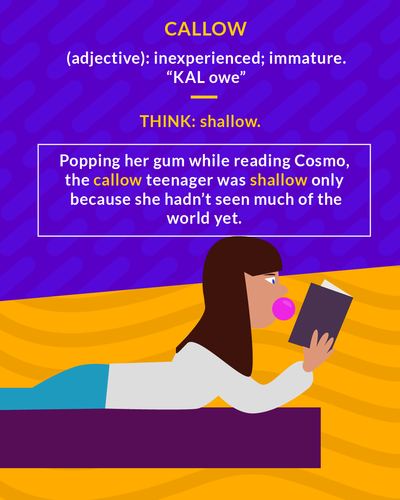 CALLOW
(adjective): inexperienced; immature.
“KAL owe”
THINK: shallow.
Popping her gum while reading Cosmo,
the callow teenager was shallow only
because she hadn’t seen much of the
world yet.